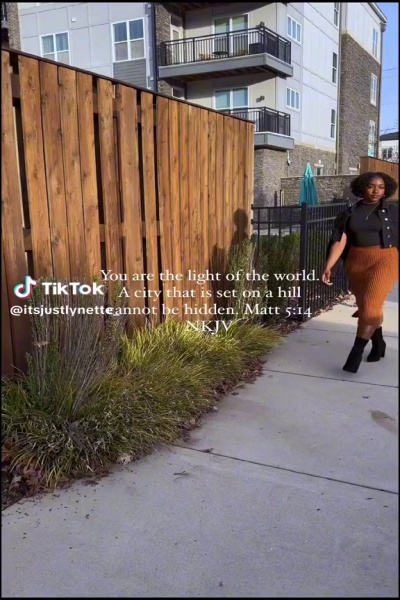 You are the light of the world.
TikTok A city that is set on a hill
@itsjustlynette cannot be hidden. Matt 5:14
NKJV